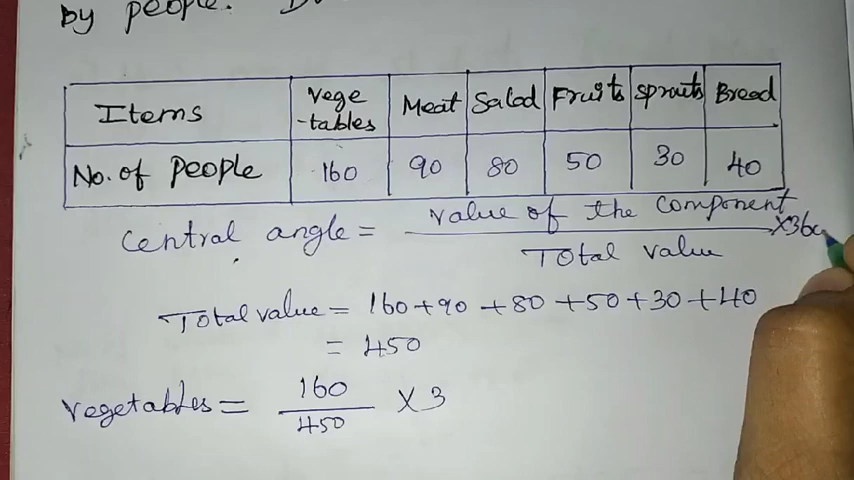 by people.
Items Vege-tables Meat Salad Fruits Sprouts Bread
No. of people 160 90 80 50 30 40
Central angle = Value of the component / Total value × 360
Total value = 160 + 90 + 80 + 50 + 30 + 40
= 450
Vegetables = 160 / 450 × 3